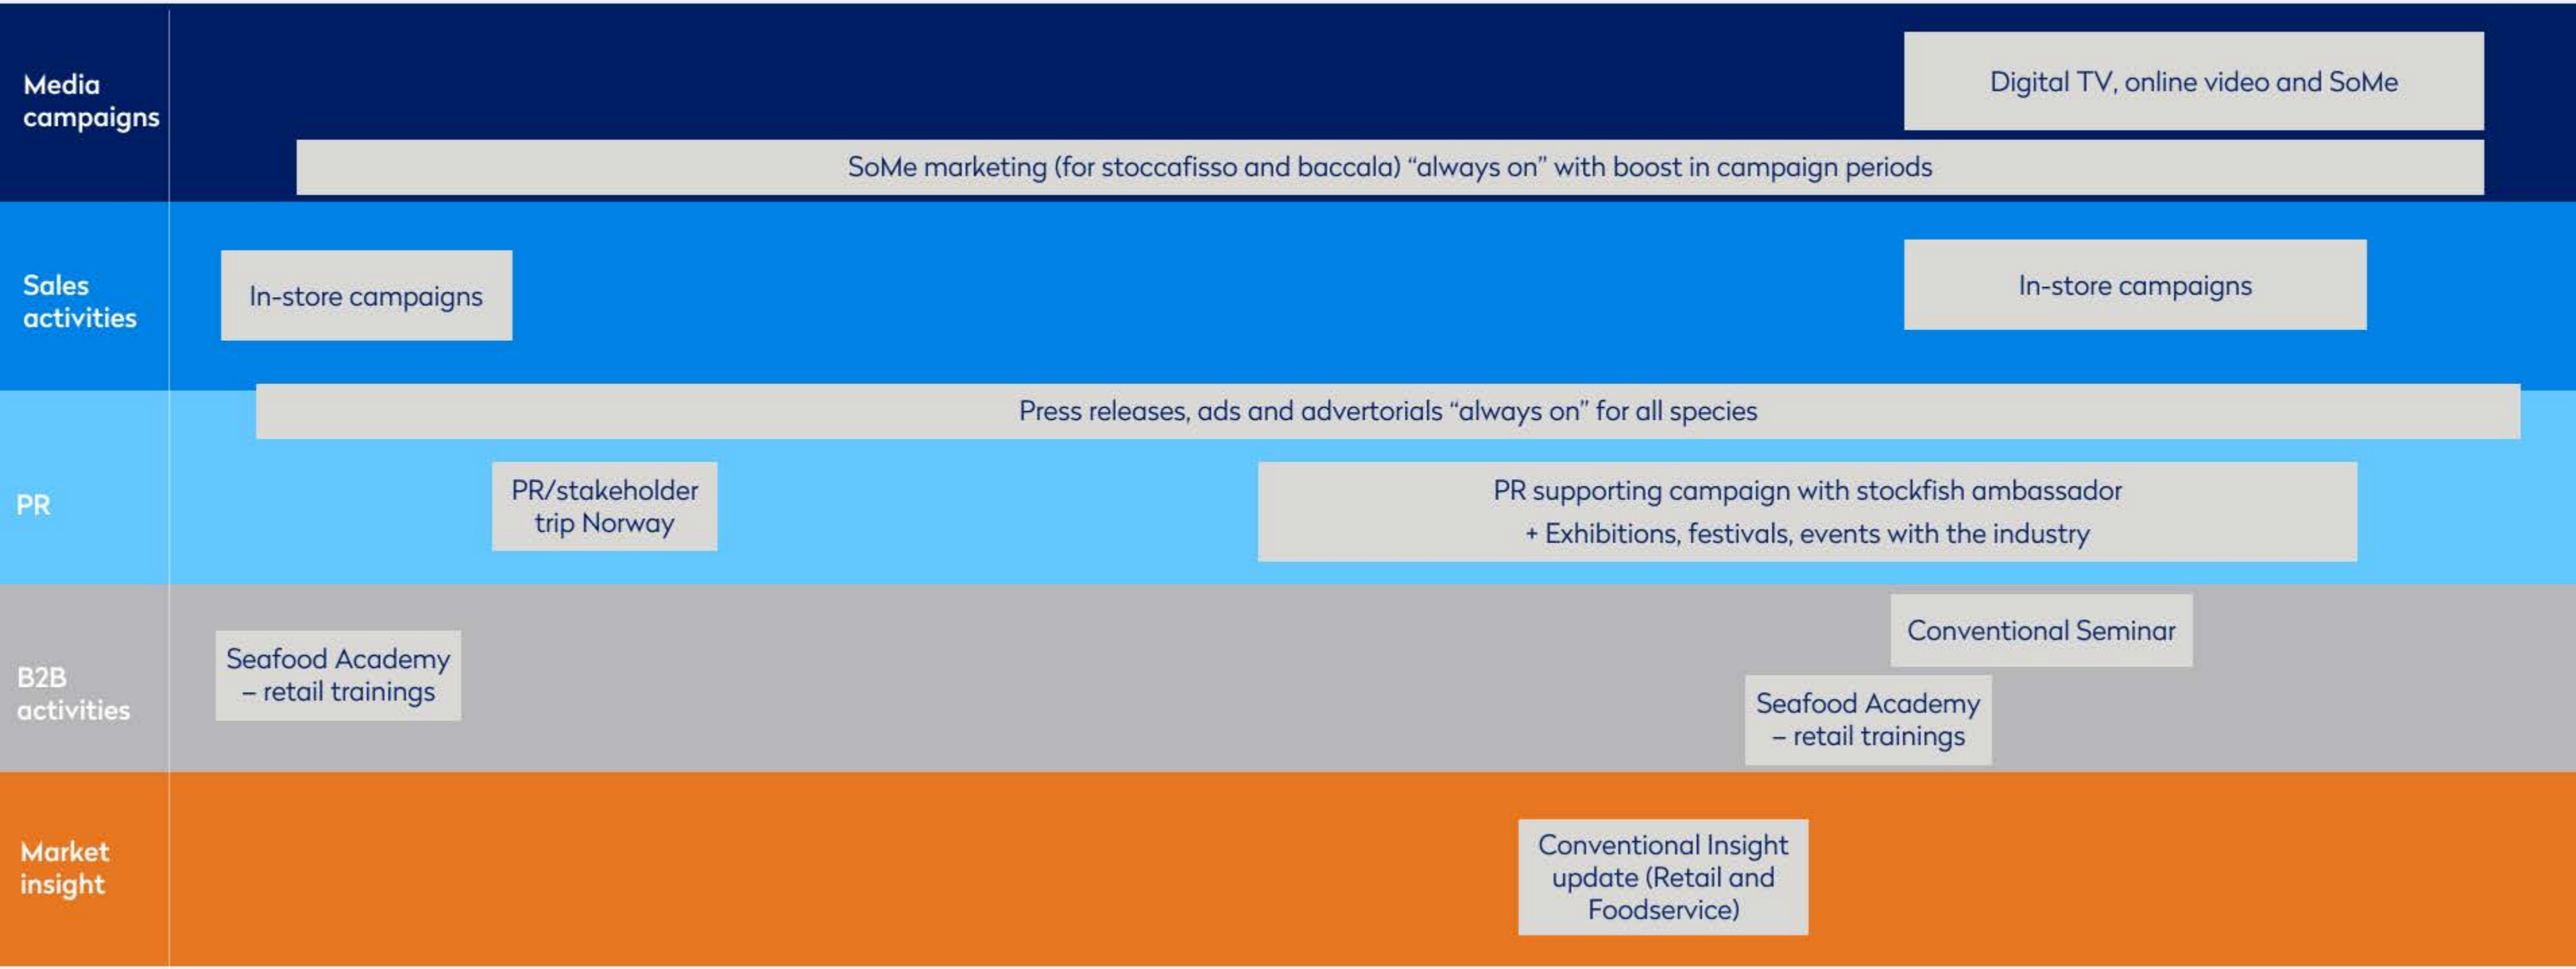 Media
campaigns
Digital TV, online video and SoMe
SoMe marketing (for stoccafisso and baccala) “always on” with boost in campaign periods
Sales
activities
In-store campaigns
In-store campaigns
Press releases, ads and advertorials “always on” for all species
PR
PR/stakeholder
trip Norway
PR supporting campaign with stockfish ambassador
+ Exhibitions, festivals, events with the industry
B2B
activities
Seafood Academy
– retail trainings
Conventional Seminar
Seafood Academy
– retail trainings
Market
insight
Conventional Insight
update (Retail and
Foodservice)